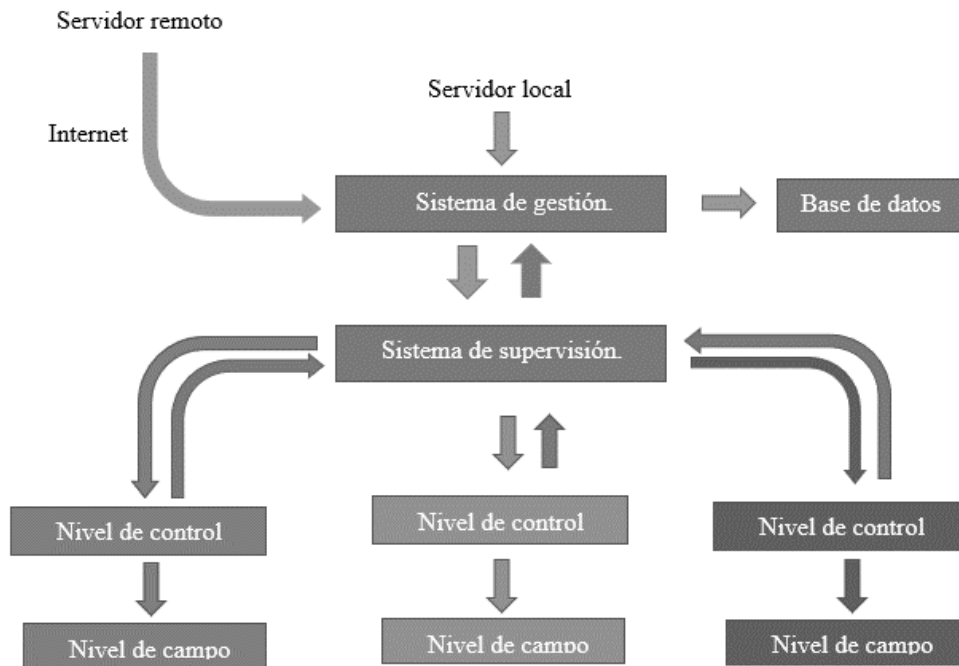 Servidor remoto
Servidor local
Internet
Sistema de gestión.
Base de datos
Sistema de supervisión.
Nivel de control
Nivel de control
Nivel de control
Nivel de campo
Nivel de campo
Nivel de campo